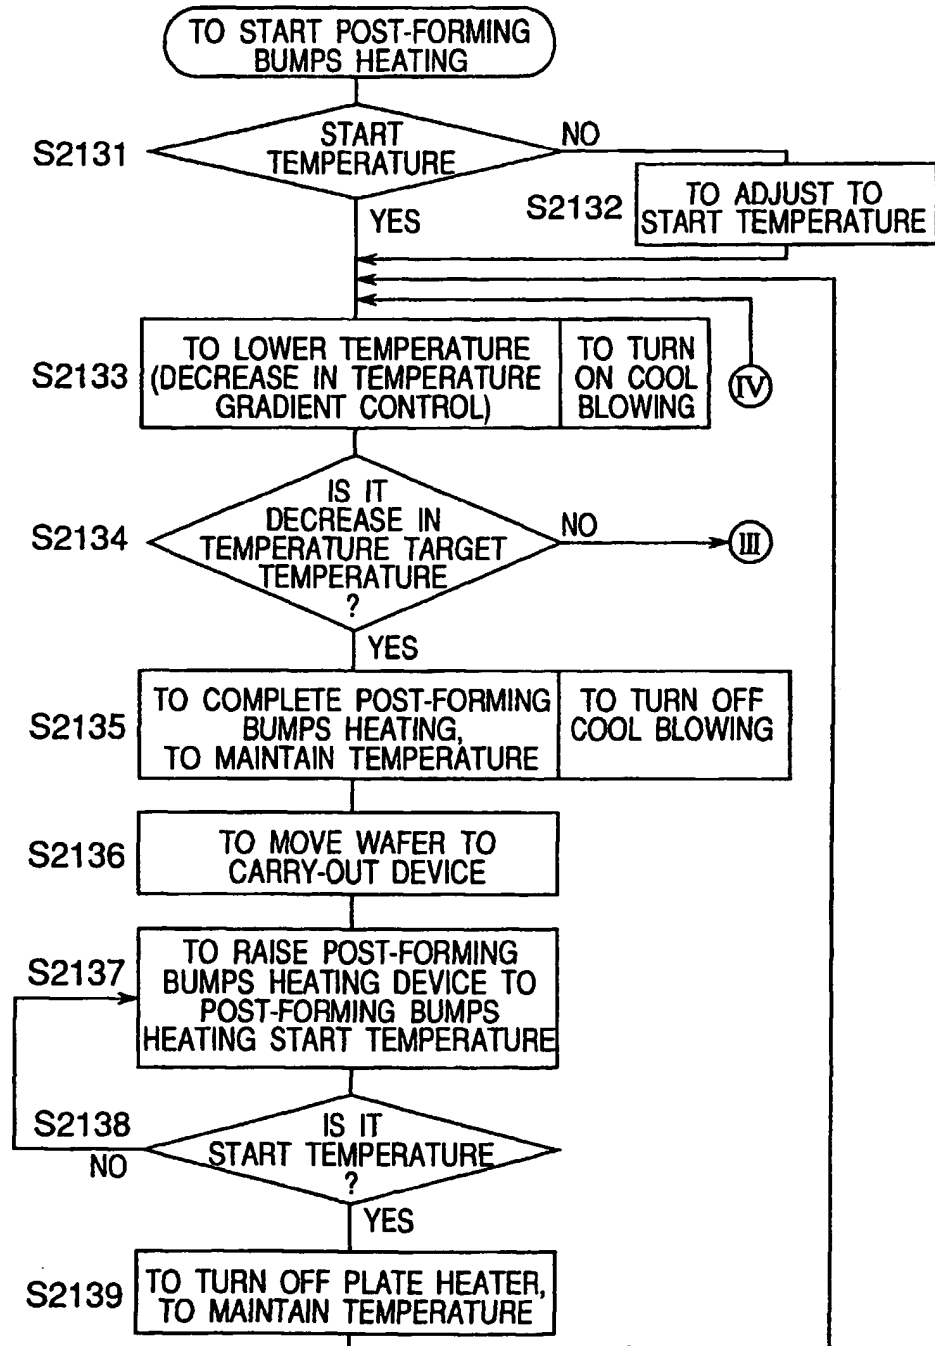 TO START POST-FORMING
BUMPS HEATING
S2131
START
TEMPERATURE
NO
YES
S2132
TO ADJUST TO
START TEMPERATURE
S2133
TO LOWER TEMPERATURE
(DECREASE IN TEMPERATURE
GRADIENT CONTROL)
TO TURN
ON COOL
BLOWING
IV
S2134
IS IT
DECREASE IN
TEMPERATURE TARGET
TEMPERATURE
?
NO
III
YES
S2135
TO COMPLETE POST-FORMING
BUMPS HEATING,
TO MAINTAIN TEMPERATURE
TO TURN OFF
COOL BLOWING
S2136
TO MOVE WAFER TO
CARRY-OUT DEVICE
S2137
TO RAISE POST-FORMING
BUMPS HEATING DEVICE TO
POST-FORMING BUMPS
HEATING START TEMPERATURE
S2138
NO
IS IT
START TEMPERATURE
?
YES
S2139
TO TURN OFF PLATE HEATER,
TO MAINTAIN TEMPERATURE